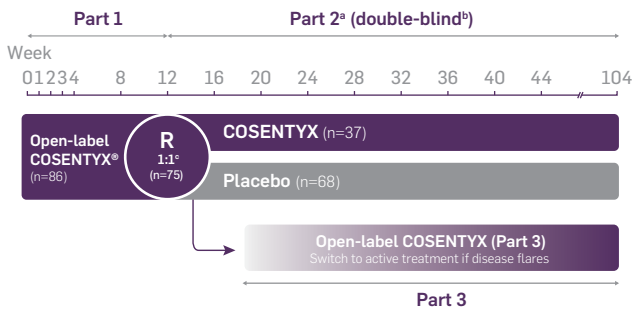 Part 1
Part 2ᵃ (double-blindᵇ)
Week
0 1 2 3 4 8 12 16 20 24 28 32 36 40 44 104
Open-label
COSENTYX®
(n=86)
R
1:1ᶜ
(n=75)
COSENTYX (n=37)
Placebo (n=68)
Open-label COSENTYX (Part 3)
Switch to active treatment if disease flares
Part 3